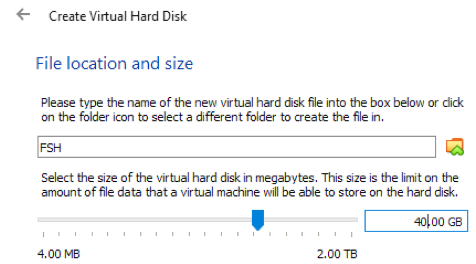 Create Virtual Hard Disk
File location and size
Please type the name of the new virtual hard disk file into the box below or click
on the folder icon to select a different folder to create the file in.
FSH
Select the size of the virtual hard disk in megabytes. This size is the limit on the
amount of file data that a virtual machine will be able to store on the hard disk.
40.00 GB
4.00 MB 2.00 TB